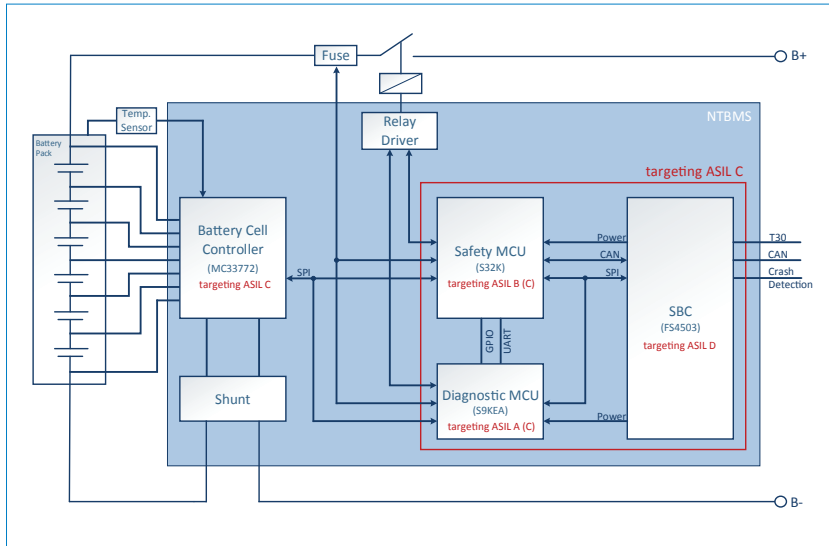 Fuse
B+
Temp.
Sensor
NTBMS
Relay
Driver
Battery
Pack
targeting ASIL C
Battery Cell
Controller
(MC33772)
targeting ASIL C
SPI
Safety MCU
(S32K)
targeting ASIL B (C)
Power
CAN
SPI
T30
CAN
Crash
Detection
SBC
(FS4503)
targeting ASIL D
GPIO
UART
Shunt
Diagnostic MCU
(S9KEA)
targeting ASIL A (C)
Power
B-